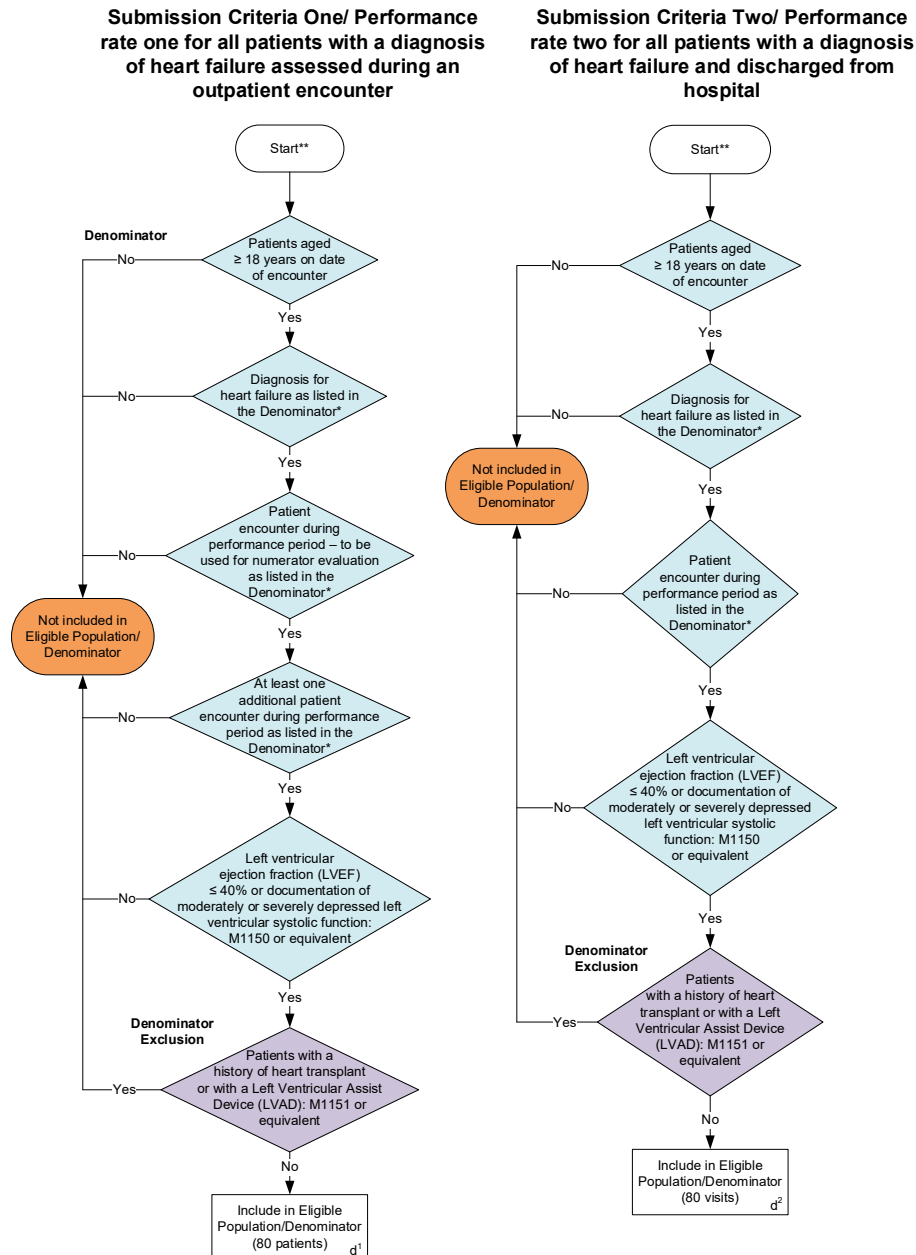 Submission Criteria One/ Performance
rate one for all patients with a diagnosis
of heart failure assessed during an
outpatient encounter
Start**
Denominator
Patients aged
≥ 18 years on date
of encounter
No
Yes
Diagnosis for
heart failure as listed in
the Denominator*
No
Yes
Patient
encounter during
performance period – to be
used for numerator evaluation
as listed in the
Denominator*
No
Not included in
Eligible Population/
Denominator
Yes
At least one
additional patient
encounter during performance
period as listed in the
Denominator*
No
Yes
Left ventricular
ejection fraction (LVEF)
≤ 40% or documentation of
moderately or severely depressed left
ventricular systolic function:
M1150 or equivalent
No
Yes
Denominator
Exclusion
Patients with a
history of heart transplant
or with a Left Ventricular Assist
Device (LVAD): M1151 or
equivalent
Yes
No
Include in Eligible
Population/Denominator
(80 patients)
d1
Submission Criteria Two/ Performance
rate two for all patients with a diagnosis
of heart failure and discharged from
hospital
Start**
Patients aged
≥ 18 years on date
of encounter
No
Yes
Diagnosis for
heart failure as listed in
the Denominator*
No
Not included in
Eligible Population/
Denominator
Yes
Patient
encounter during
performance period as
listed in the
Denominator*
No
Yes
Left ventricular
ejection fraction (LVEF)
≤ 40% or documentation of
moderately or severely depressed
left ventricular systolic
function: M1150
or equivalent
No
Yes
Denominator
Exclusion
Patients
with a history of heart
transplant or with a Left
Ventricular Assist Device
(LVAD): M1151 or
equivalent
Yes
No
Include in Eligible
Population/Denominator
(80 visits)
d2